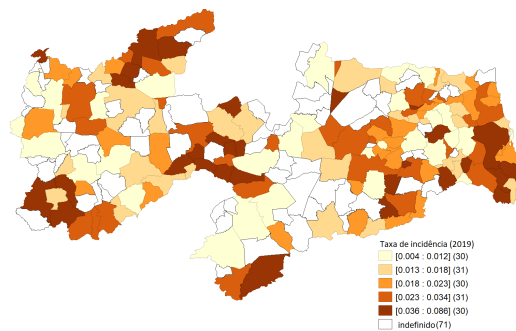 Taxa de incidência (2019)
[0.004 : 0.012] (30)
[0.013 : 0.018] (31)
[0.018 : 0.023] (30)
[0.023 : 0.034] (31)
[0.036 : 0.086] (30)
indefinido(71)